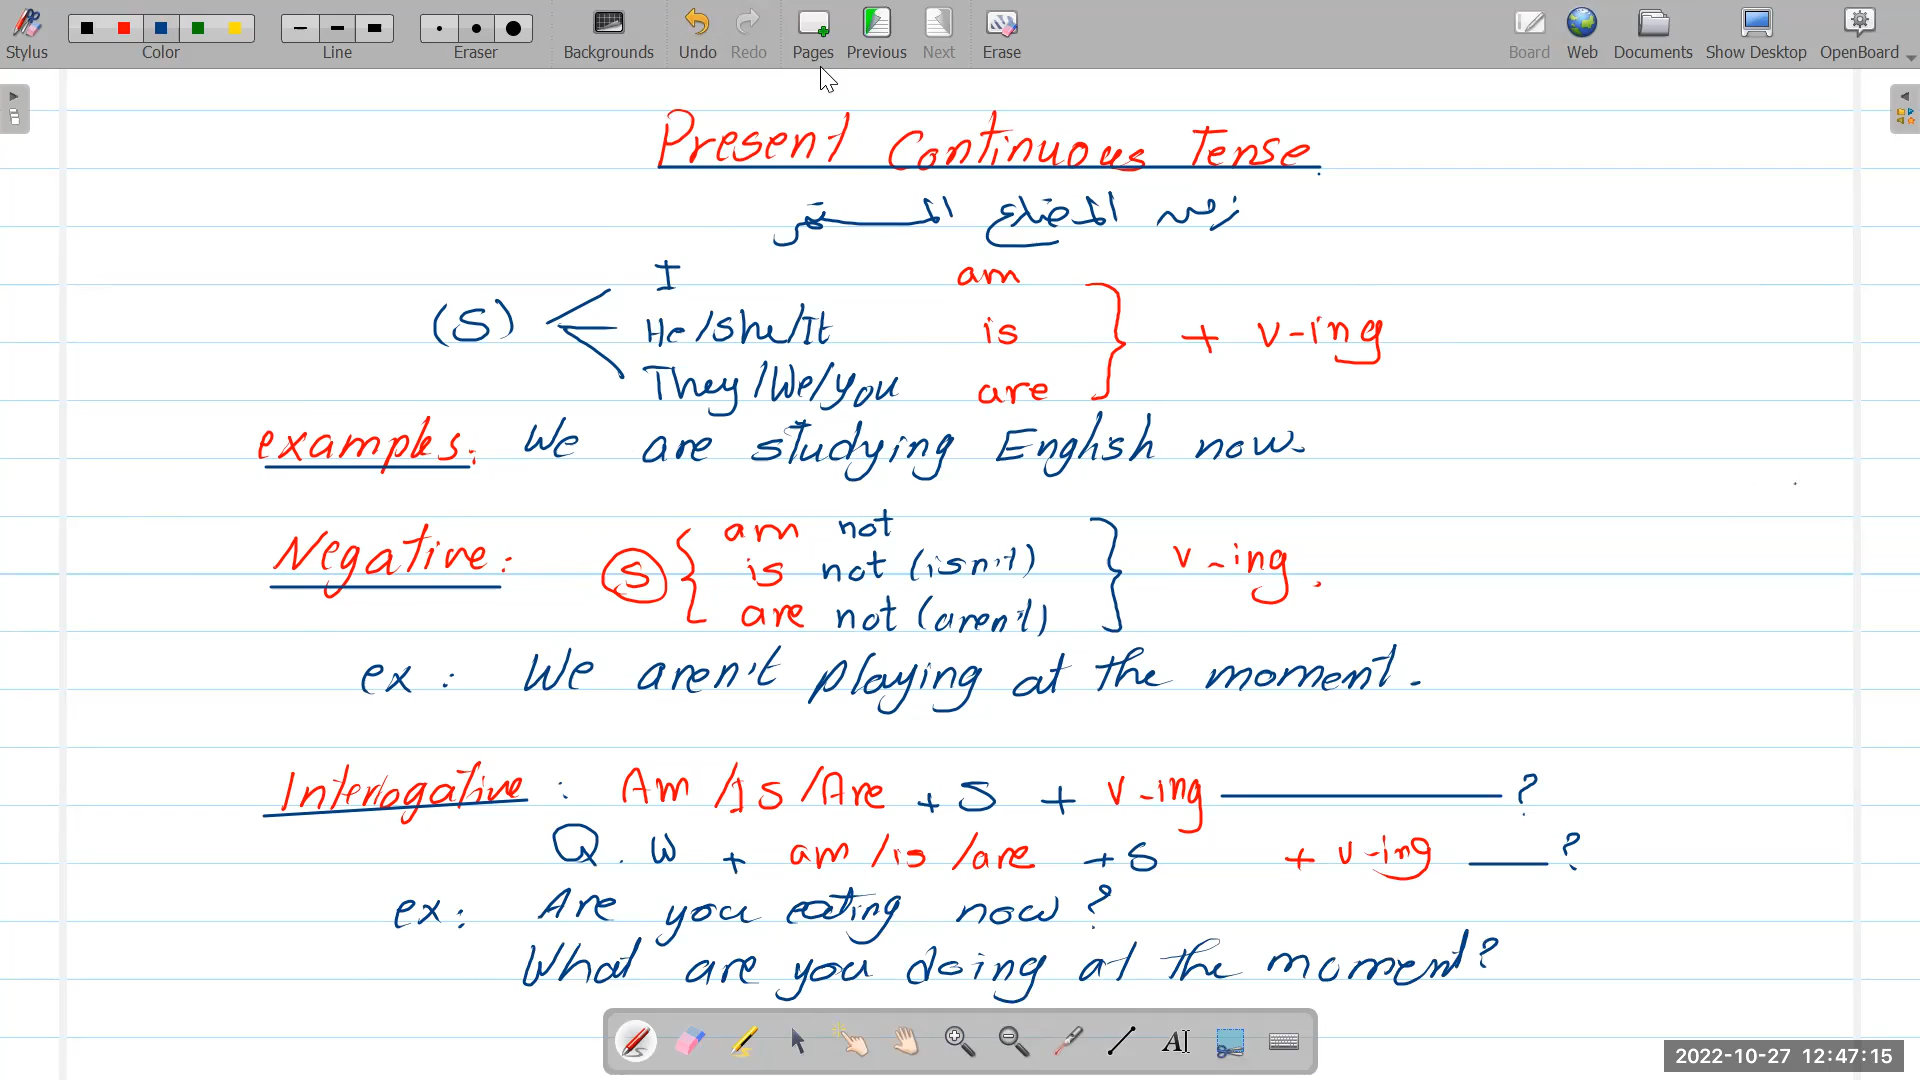 Stylus Color Line Eraser Backgrounds Undo Redo Pages Previous Next Erase Board Web Documents Show Desktop OpenBoard
Present Continuous Tense
زمن المضارع المستمر
I am
(S) He/She/It is } + v-ing
They/We/you are
examples: We are studying English now.
am not
Negative: S { is not (isn't) } v-ing.
are not (aren't)
ex: We aren't playing at the moment.
Interrogative: Am/Is/Are + S + v-ing ——— ?
Q.W + am/is/are + S + v-ing — ?
ex: Are you eating now?
What are you doing at the moment?
2022-10-27 12:47:15